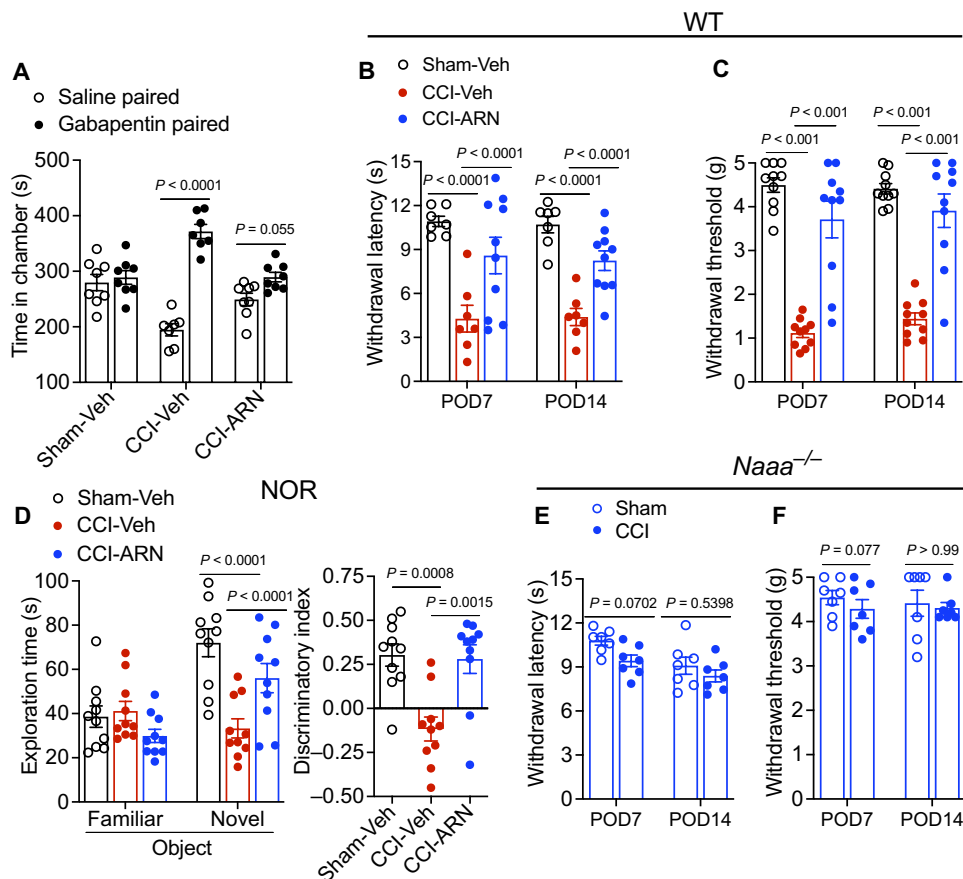 WT
A
Saline paired
Gabapentin paired
Time in chamber (s)
500
400
300
200
100
P < 0.0001
P = 0.055
Sham-Veh
CCI-Veh
CCI-ARN
B
Sham-Veh
CCI-Veh
CCI-ARN
Withdrawal latency (s)
15
12
9
6
3
0
P < 0.0001
P < 0.0001
P < 0.0001
P < 0.0001
POD7
POD14
C
Withdrawal threshold (g)
5
4
3
2
1
0
P < 0.001
P < 0.001
P < 0.001
P < 0.001
POD7
POD14
NOR
D
Sham-Veh
CCI-Veh
CCI-ARN
Exploration time (s)
100
80
60
40
20
0
P < 0.0001
P < 0.0001
Familiar
Novel
Object
Discriminatory index
0.75
0.50
0.25
0.00
–0.25
–0.50
P = 0.0008
P = 0.0015
Sham-Veh
CCI-Veh
CCI-ARN
Naaa–/–
E
Sham
CCI
Withdrawal latency (s)
15
12
9
6
3
0
P = 0.0702
P = 0.5398
POD7
POD14
F
Withdrawal threshold (g)
5
4
3
2
1
0
P = 0.077
P > 0.99
POD7
POD14